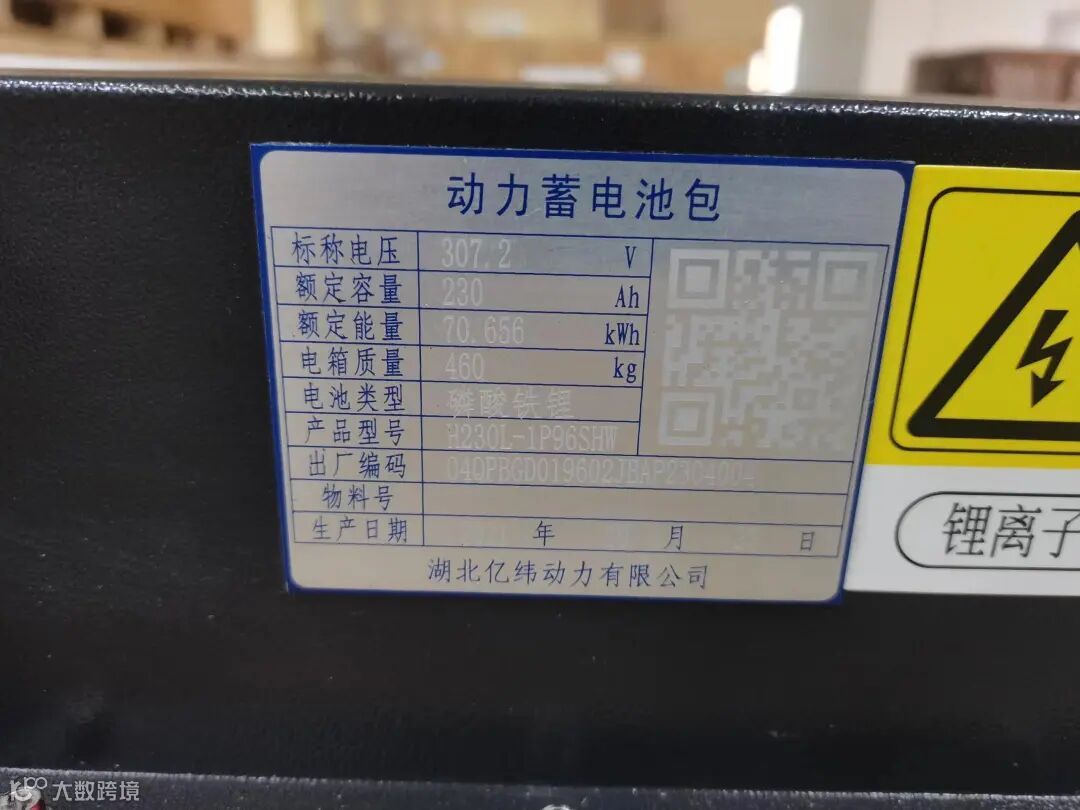 动力蓄电池包
标称电压 307.2 V
额定容量 230 Ah
额定能量 70.656 kWh
电箱质量 460 kg
电池类型 磷酸铁锂
产品型号 H230L-1P96SHW
出厂编码
物料号
生产日期 年 月 日
湖北亿纬动力有限公司
锂离子
大数跨境